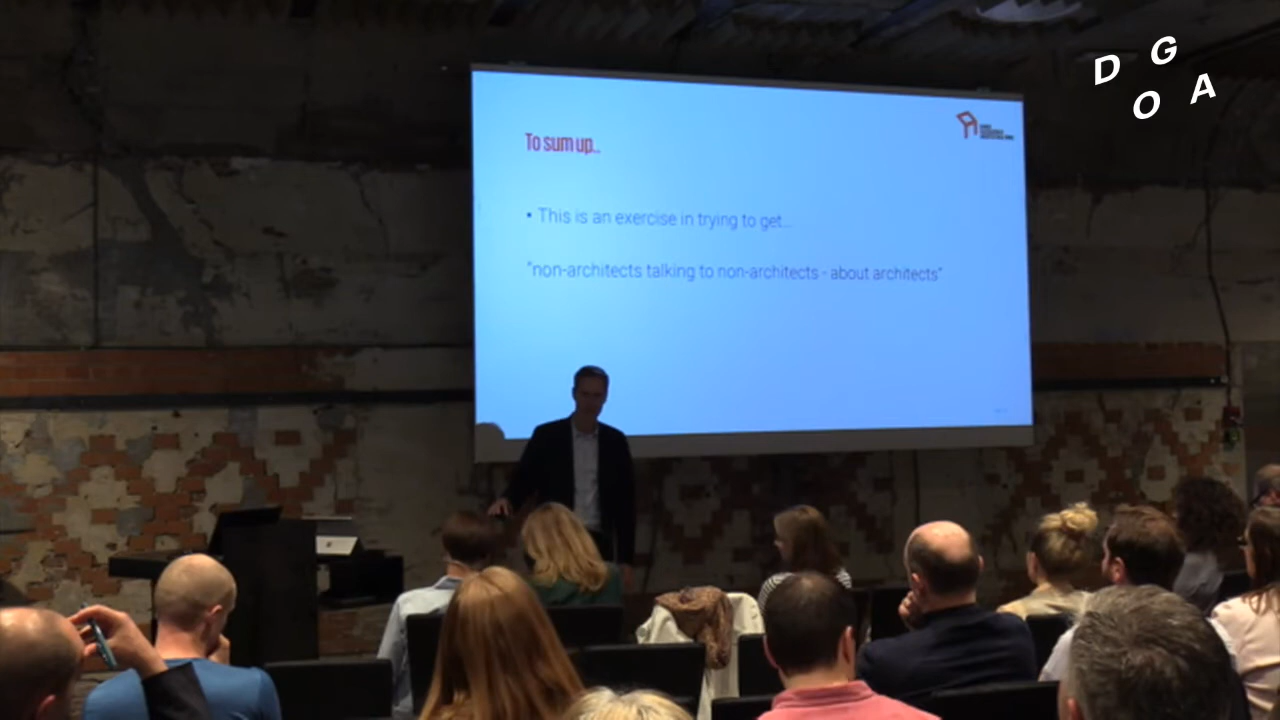 D G
O A
To sum up...
• This is an exercise in trying to get...
"non-architects talking to non-architects - about architects"